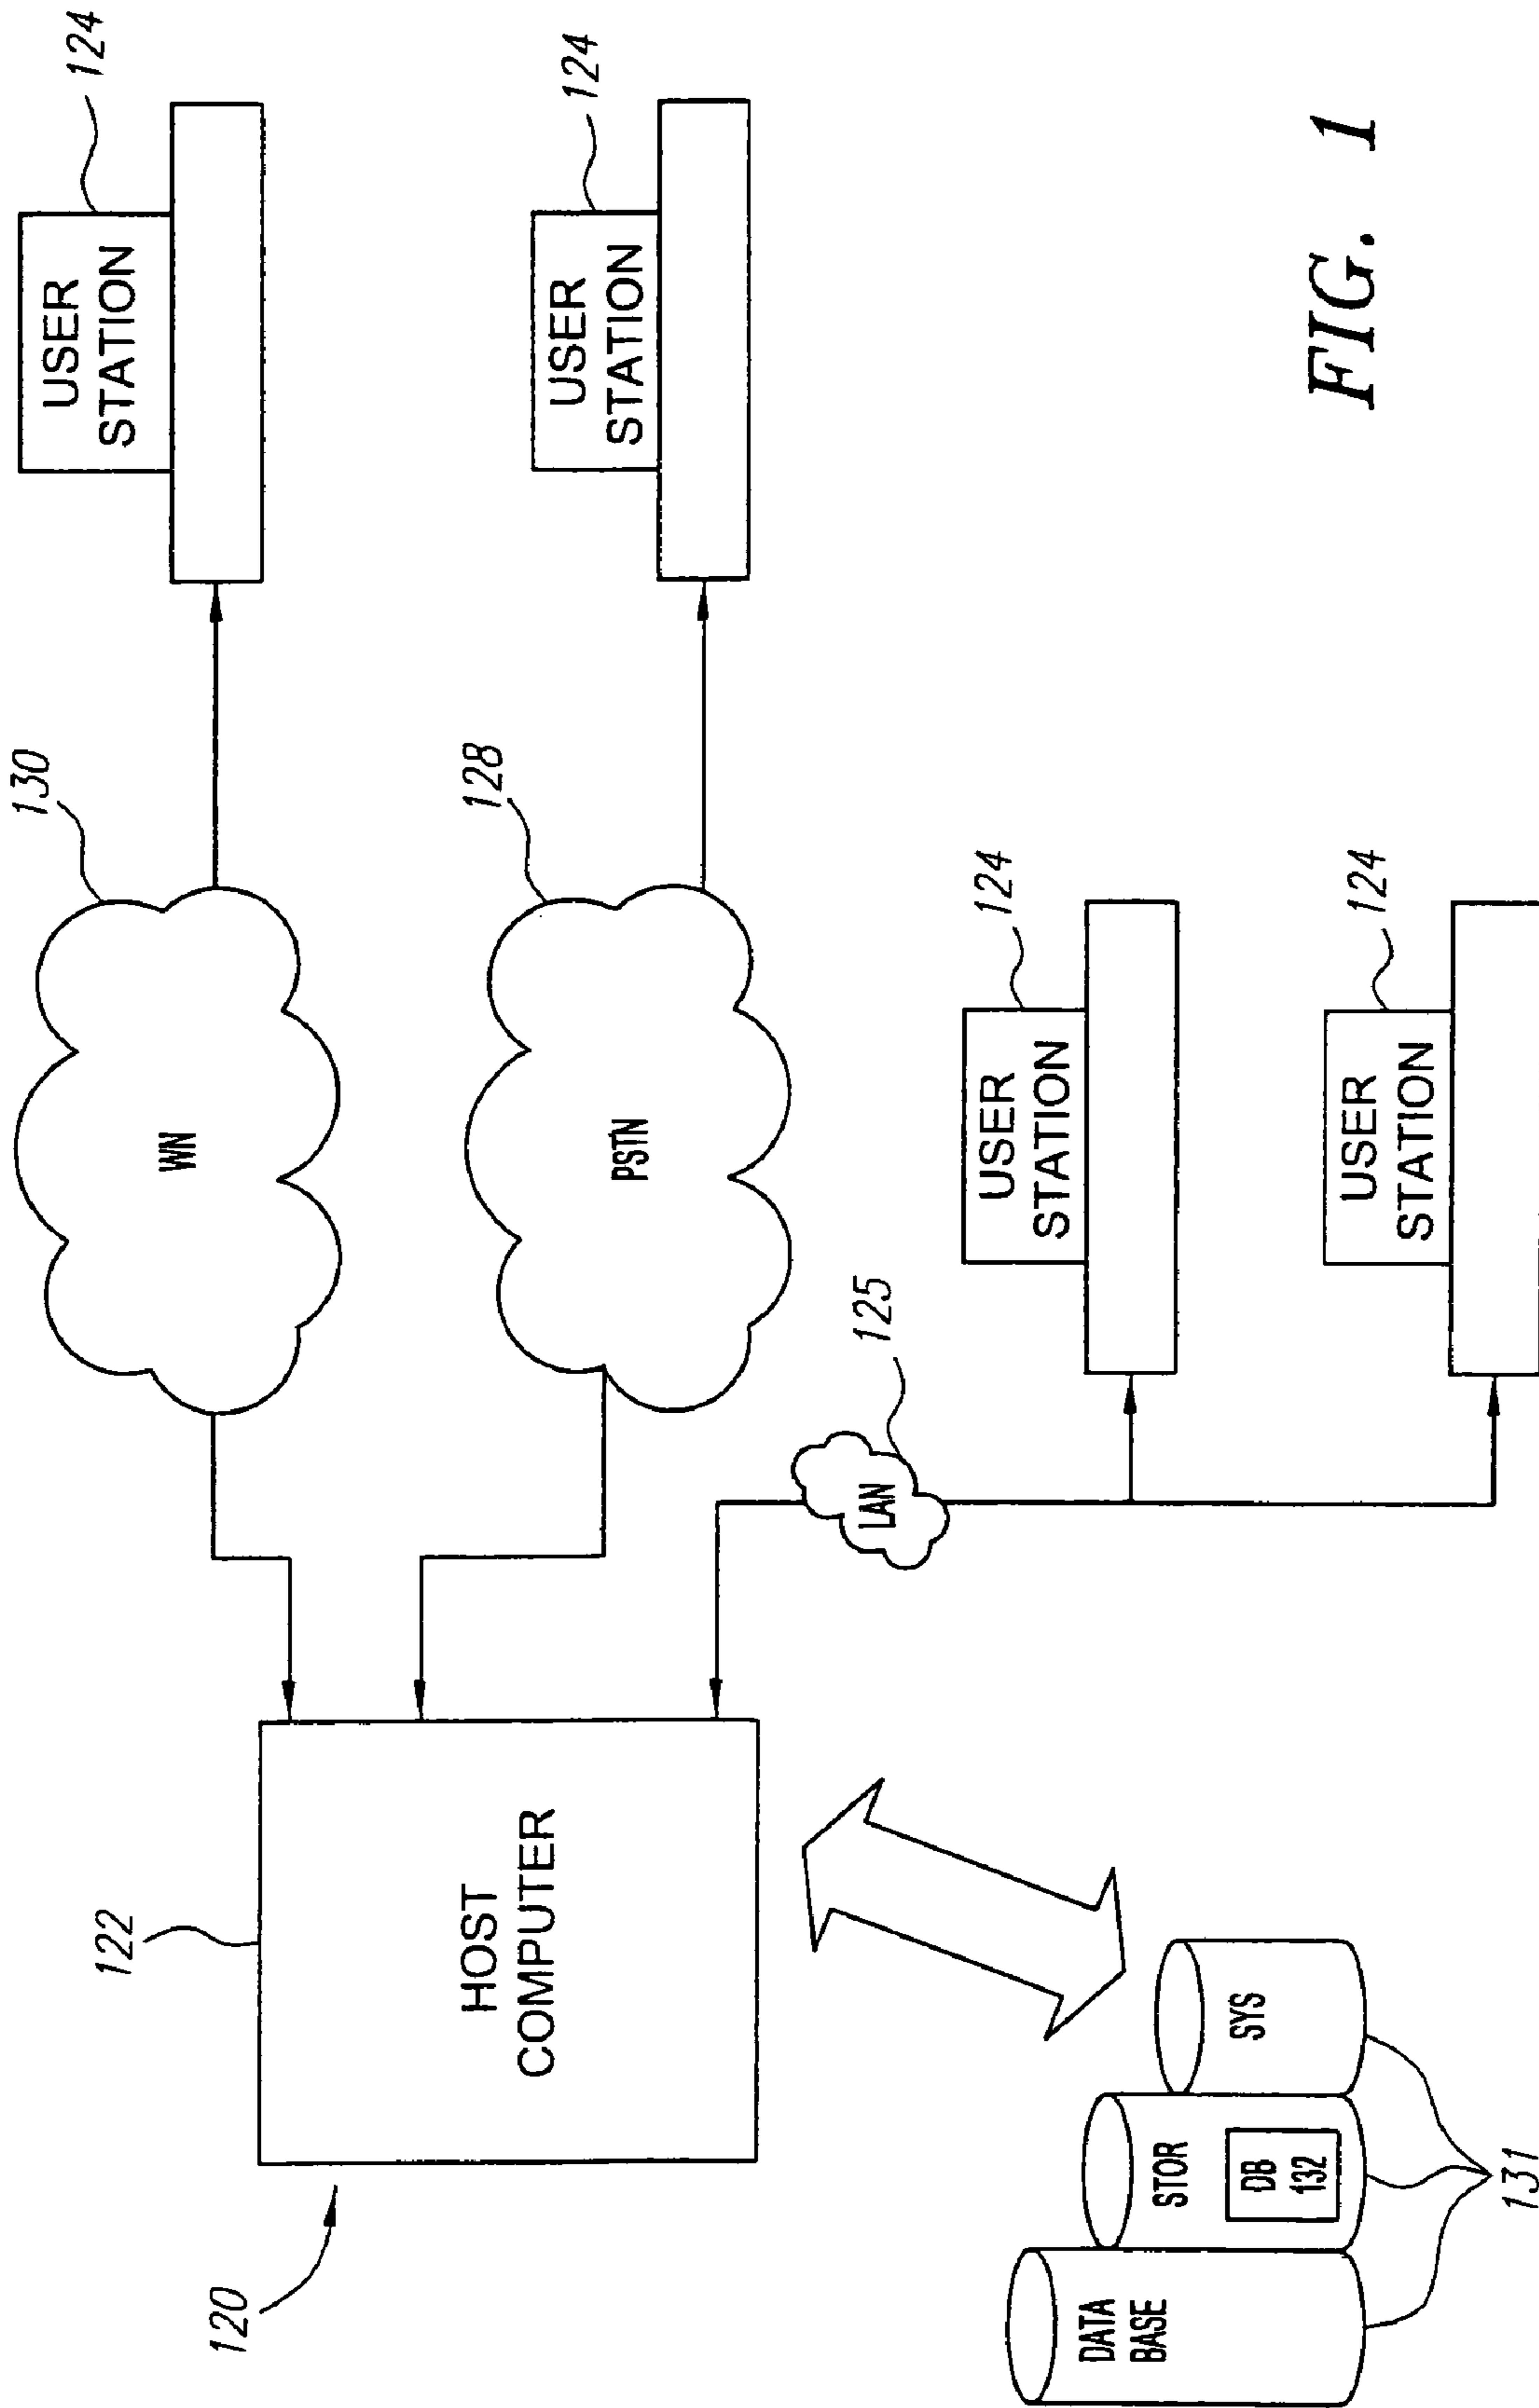 120
122
HOST
COMPUTER
130
WN
128
PSTN
125
LAN
124
USER
STATION
124
USER
STATION
124
USER
STATION
124
USER
STATION
DATA
BASE
STOR
DB
132
SYS
131
FIG. 1